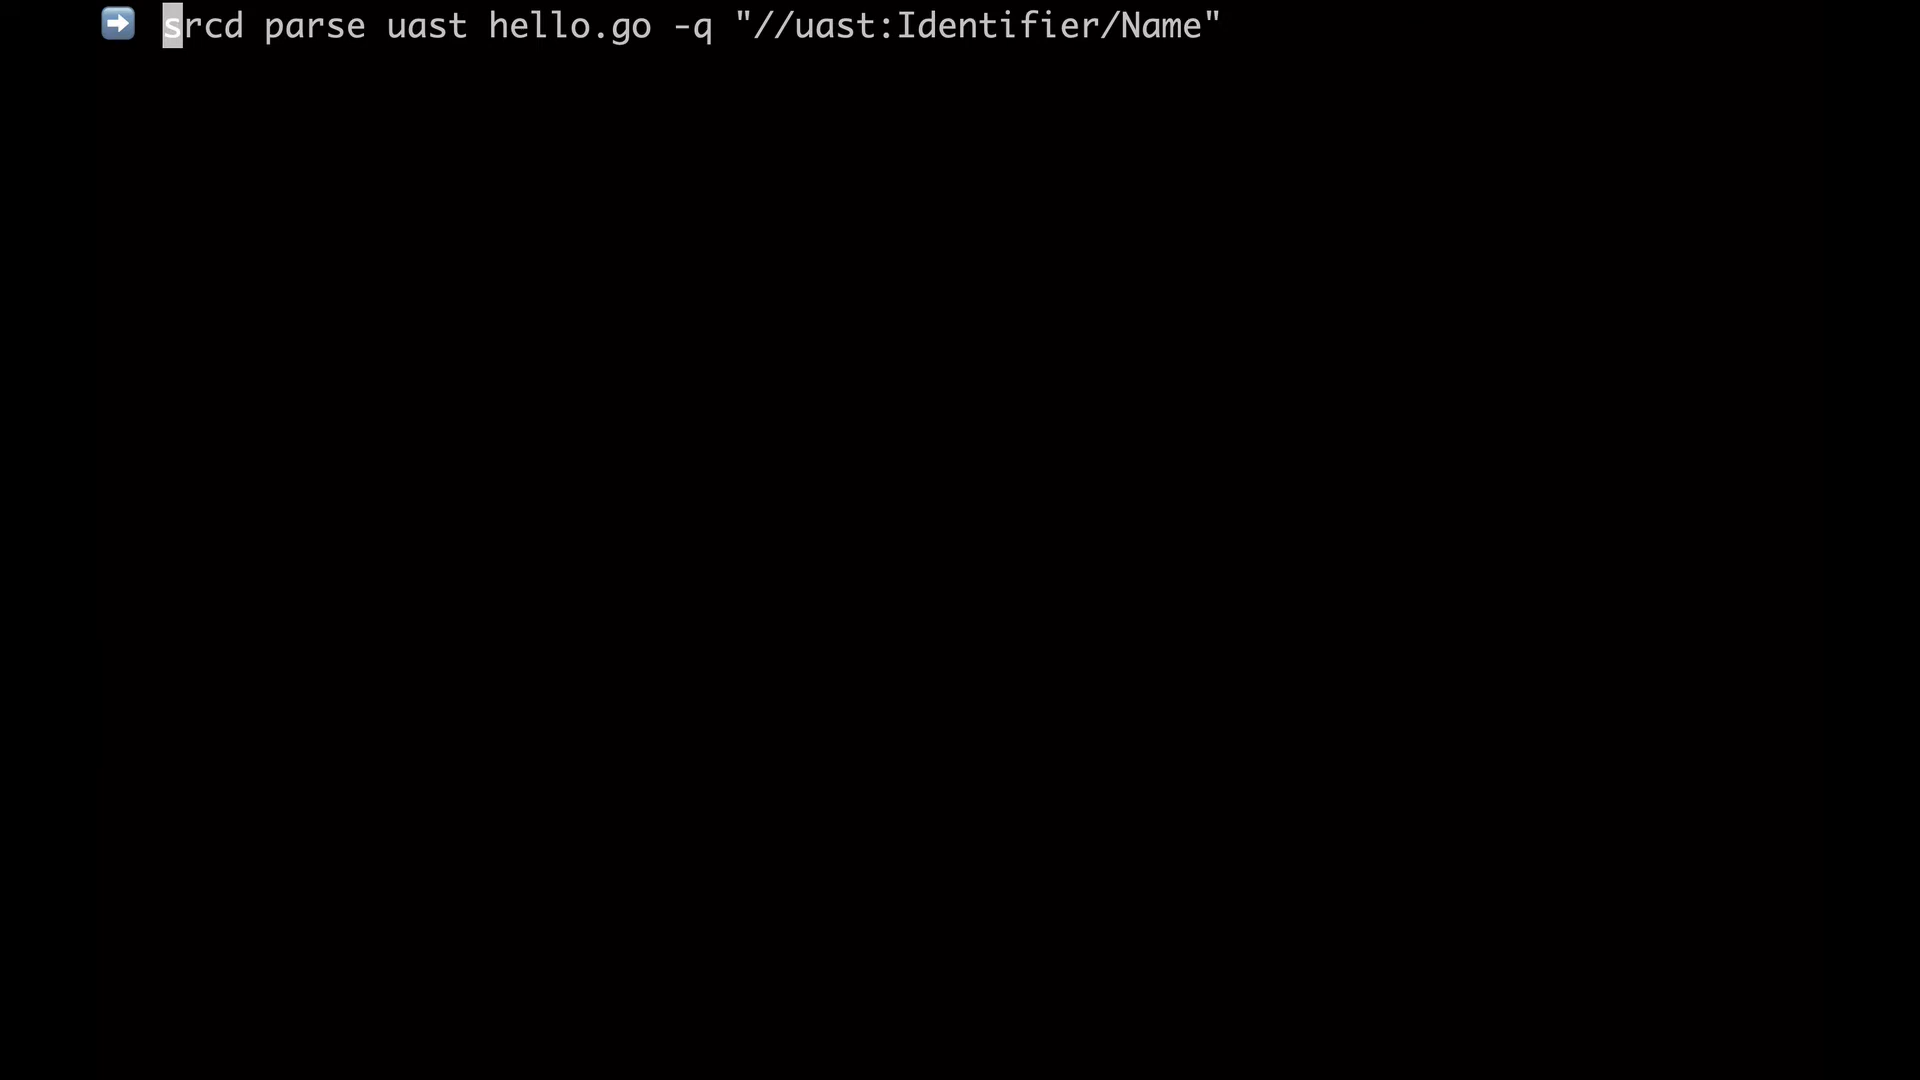 ➡️ srcd parse uast hello.go -q "//uast:Identifier/Name"